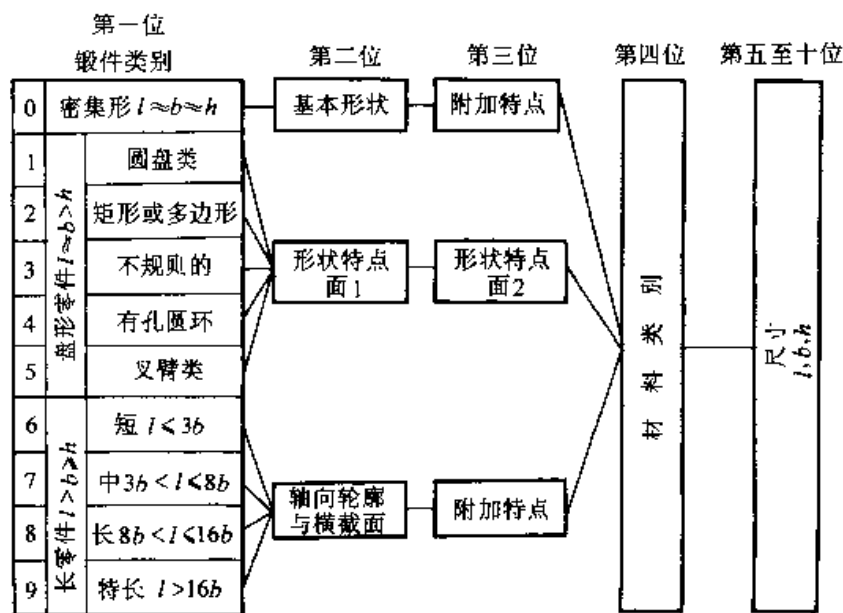 第一位
锻件类别
第二位
第三位
第四位
第五至十位
0 密集形 l≈b≈h
基本形状
附加特点
盘形零件 l≈b>h
1 圆盘类
2 矩形或多边形
3 不规则的
4 有孔圆环
5 叉臂类
形状特点
面1
形状特点
面2
长零件 l>b≥h
6 短 l≤3b
7 中3b<l≤8b
8 长8b<l≤16b
9 特长 l>16b
轴向轮廓
与横截面
附加特点
材料类别
尺寸
l,b,h